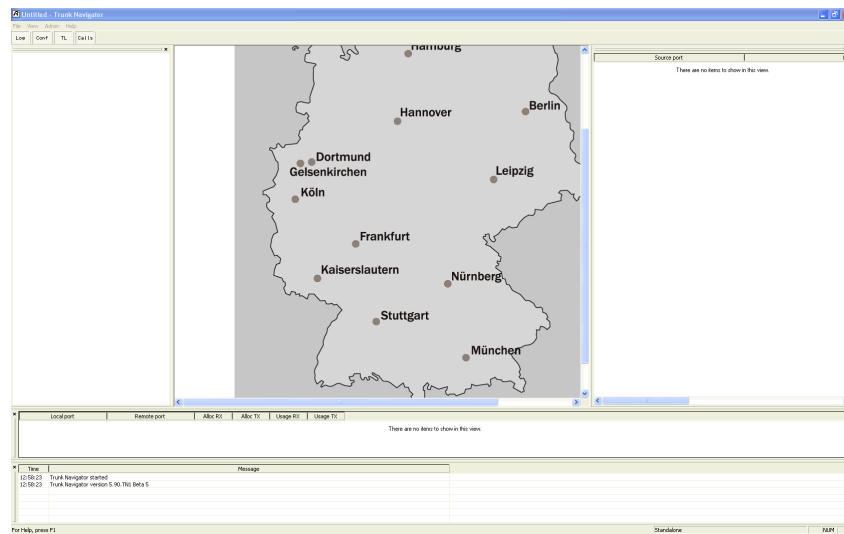 Untitled - Trunk Navigator
File View Admin Help
Log Conf TL Calls
Hamburg
Hannover
Berlin
Dortmund
Gelsenkirchen
Leipzig
Köln
Frankfurt
Kaiserslautern
Nürnberg
Stuttgart
München
Source port
There are no items to show in this view.
Local port Remote port Alloc RX Alloc TX Usage RX Usage TX
There are no items to show in this view.
Time Message
12:58:23 Trunk Navigator started
12:58:23 Trunk Navigator version 5.90.TN1 Beta 5
For Help, press F1 Standalone NUM